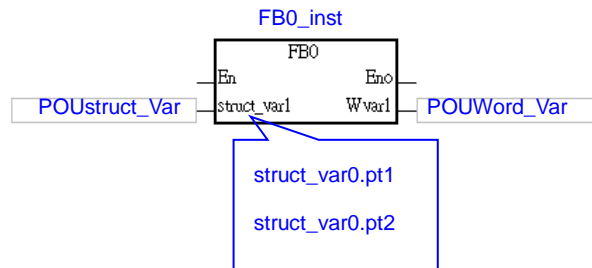 FB0_inst
FB0
En Eno
POUstruct_Var struct_var1 Wvar1 POUWord_Var
struct_var0.pt1
struct_var0.pt2